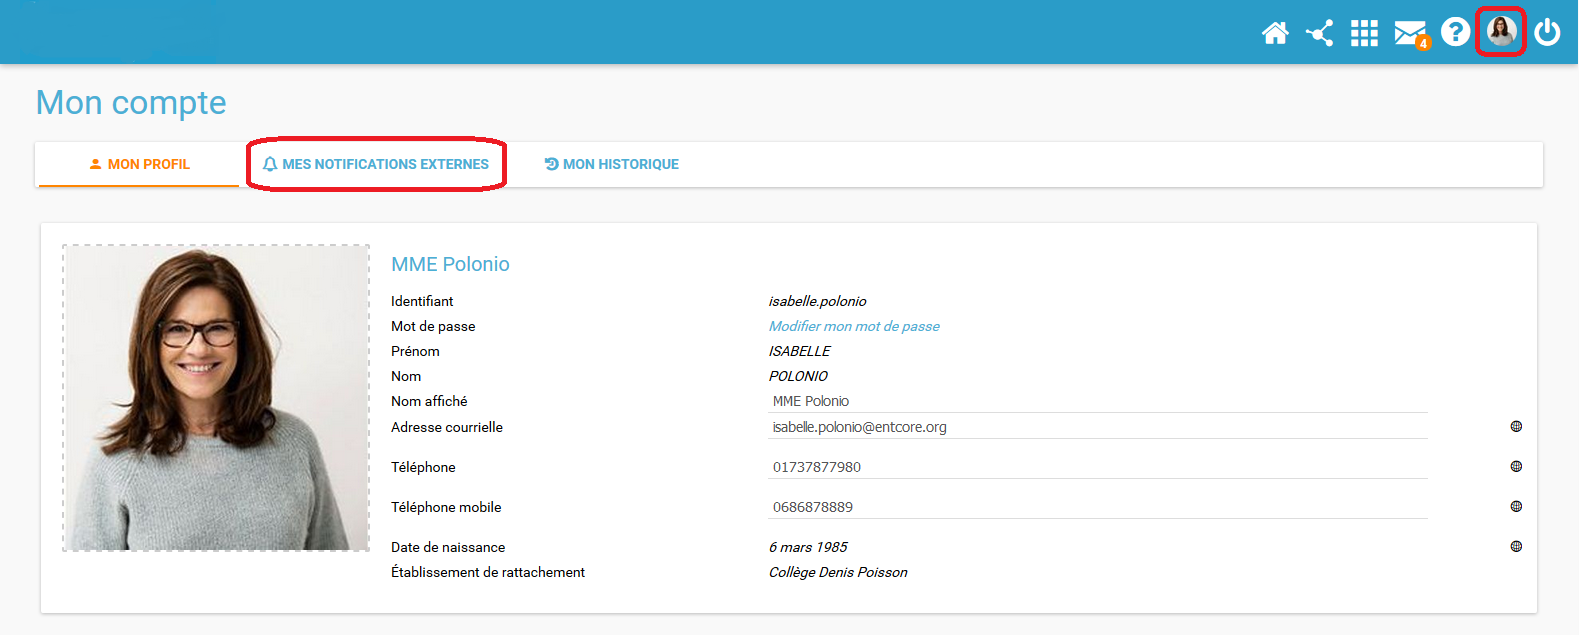 4
Mon compte
MON PROFIL
MES NOTIFICATIONS EXTERNES
MON HISTORIQUE
MME Polonio
Identifiant isabelle.polonio
Mot de passe Modifier mon mot de passe
Prénom ISABELLE
Nom POLONIO
Nom affiché MME Polonio
Adresse courrielle isabelle.polonio@entcore.org
Téléphone 01737877980
Téléphone mobile 0686878889
Date de naissance 6 mars 1985
Établissement de rattachement Collège Denis Poisson